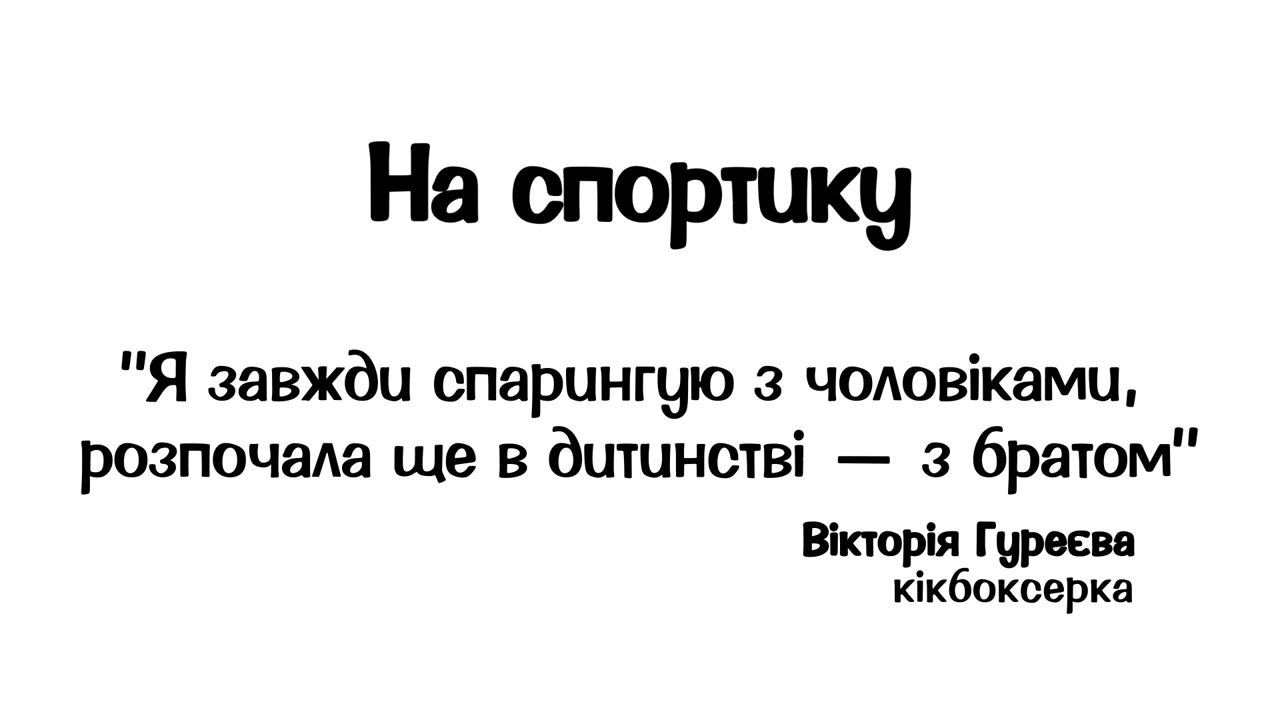 На спортику
"Я завжди спарингую з чоловіками,
розпочала ще в дитинстві — з братом"
Вікторія Гуреєва
кікбоксерка